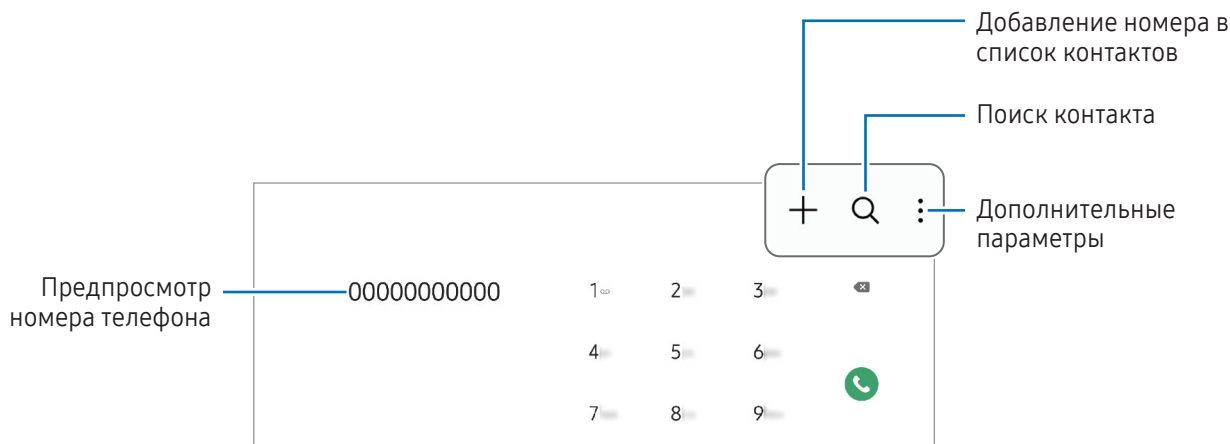 Добавление номера в
список контактов
Поиск контакта
Дополнительные
параметры
Предпросмотр
номера телефона
00000000000
1 2 3
4 5 6
7 8 9